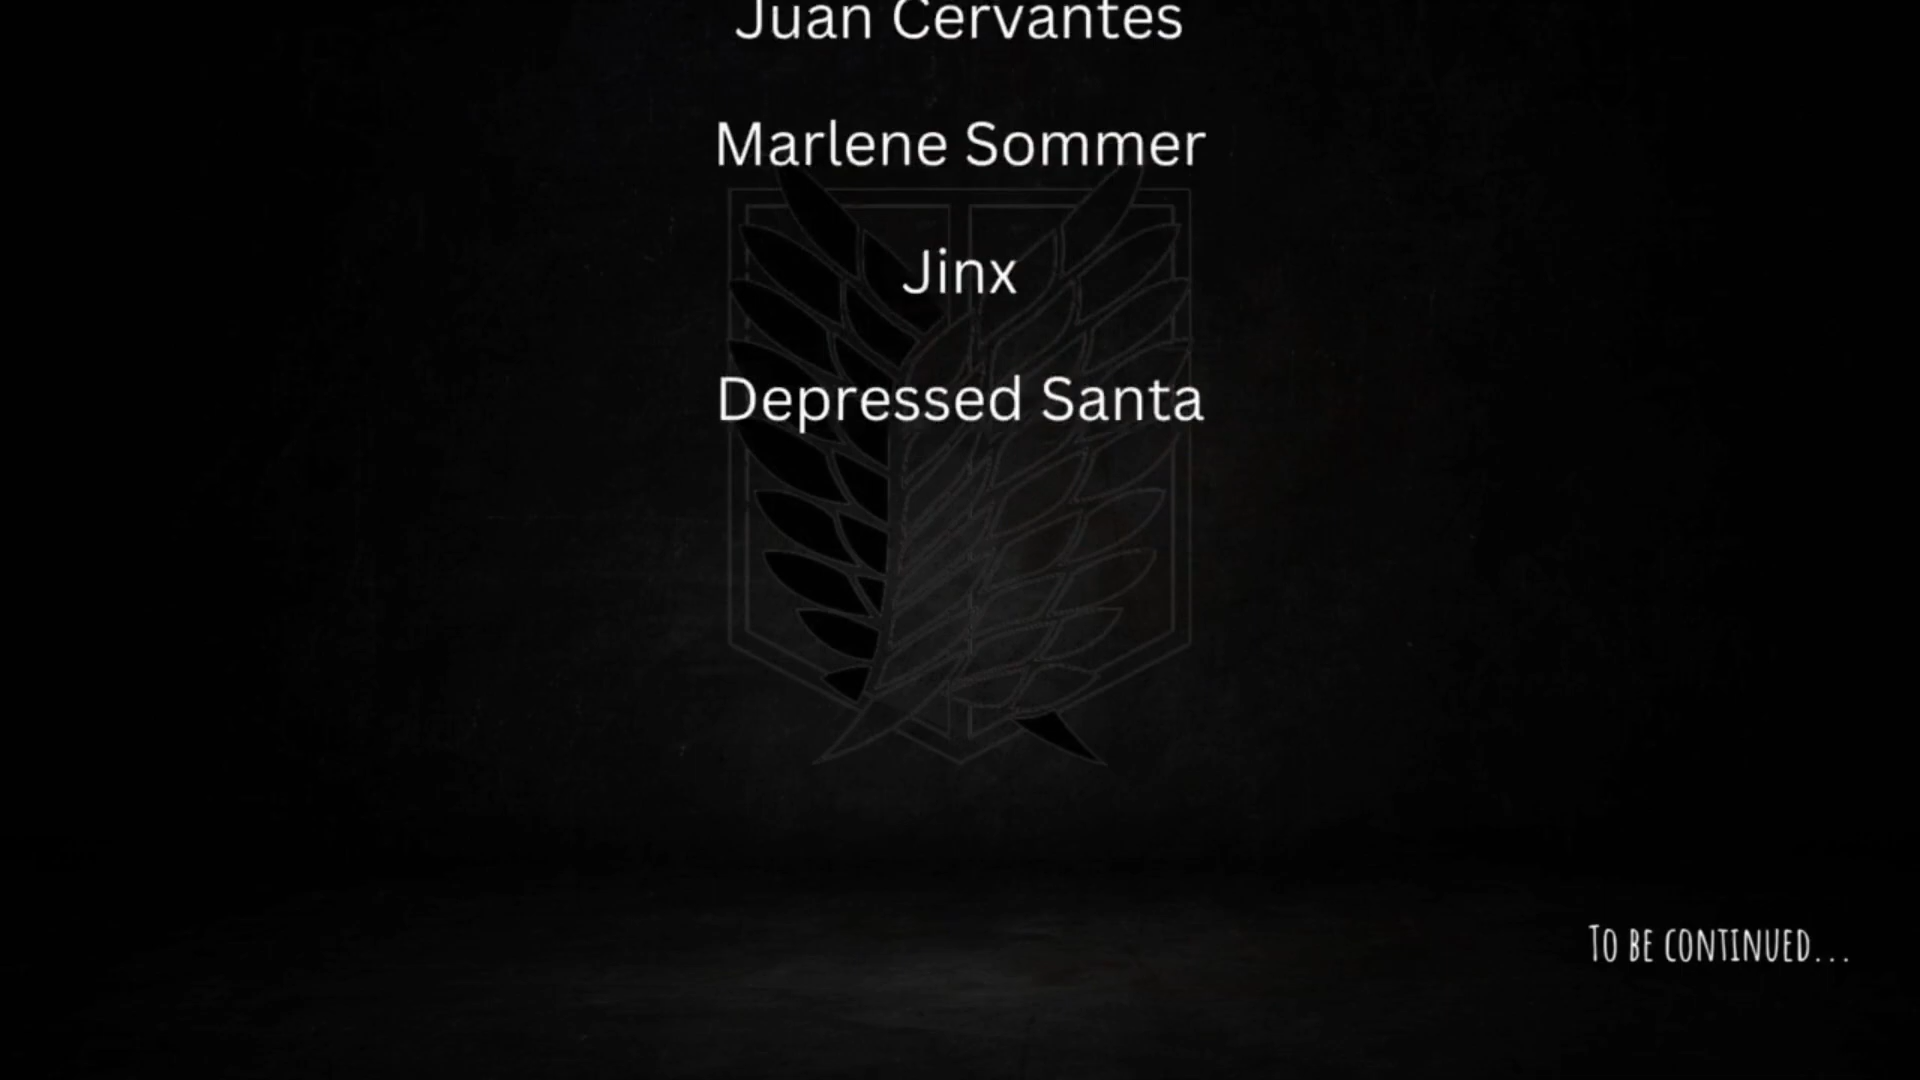 Juan Cervantes
Marlene Sommer
Jinx
Depressed Santa
To be continued...